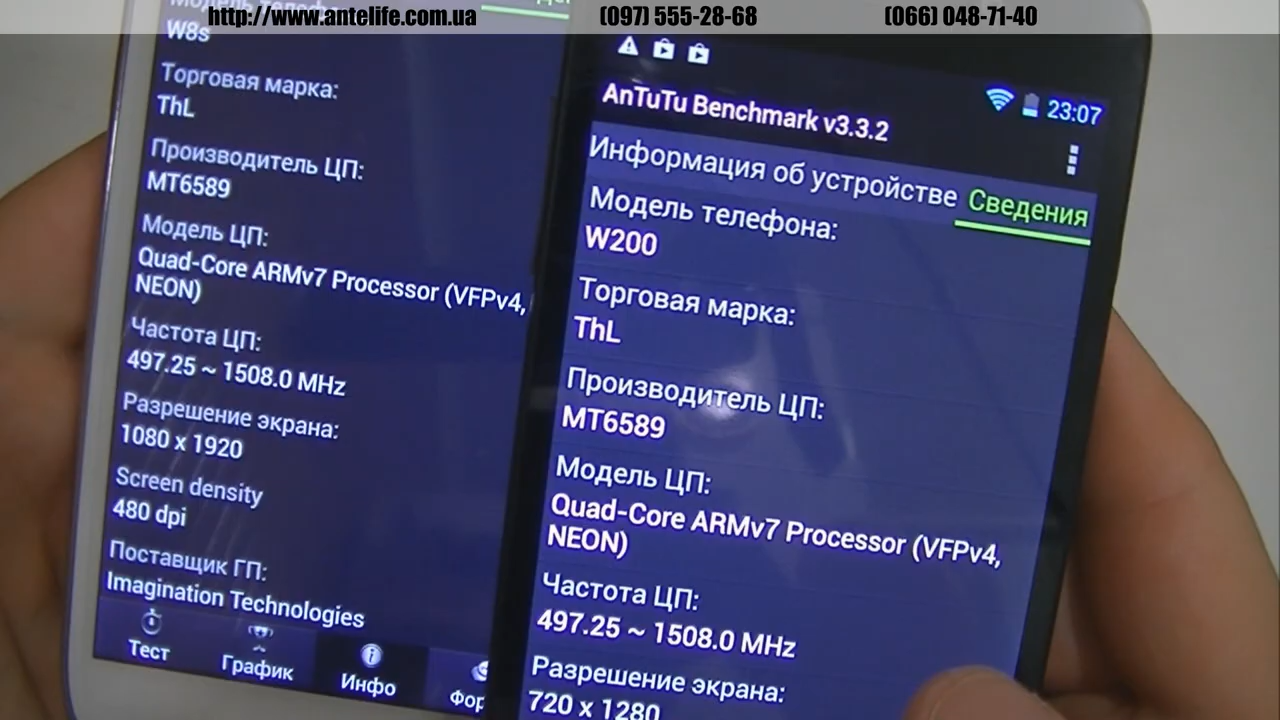 http://www.antelife.com.ua (097) 555-28-68 (066) 048-71-40
W8s
Торговая марка:
ThL
Производитель ЦП:
MT6589
Модель ЦП:
Quad-Core ARMv7 Processor (VFPv4,
NEON)
Частота ЦП:
497.25 ~ 1508.0 MHz
Разрешение экрана:
1080 x 1920
Screen density
480 dpi
Поставщик ГП:
Imagination Technologies
Тест
График
Инфо
23:07
AnTuTu Benchmark v3.3.2
Информация об устройстве Сведения
Модель телефона:
W200
Торговая марка:
ThL
Производитель ЦП:
MT6589
Модель ЦП:
Quad-Core ARMv7 Processor (VFPv4,
NEON)
Частота ЦП:
497.25 ~ 1508.0 MHz
Разрешение экрана:
720 x 1280